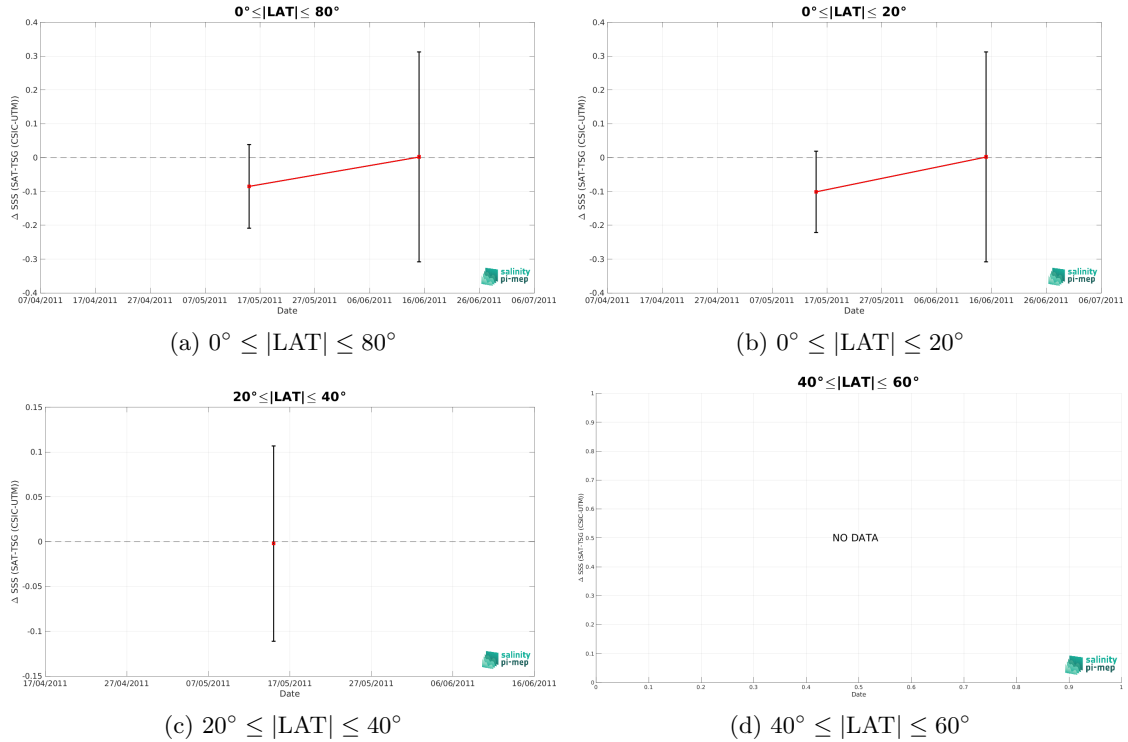 0°≤|LAT|≤ 80°
Δ SSS (SAT-TSG (CSIC-UTM))
0.4
0.3
0.2
0.1
0
-0.1
-0.2
-0.3
-0.4
07/04/2011 17/04/2011 27/04/2011 07/05/2011 17/05/2011 27/05/2011 06/06/2011 16/06/2011 26/06/2011 06/07/2011
Date
salinity
pi-mep
(a) 0° ≤ |LAT| ≤ 80°
0°≤|LAT|≤ 20°
Δ SSS (SAT-TSG (CSIC-UTM))
0.4
0.3
0.2
0.1
0
-0.1
-0.2
-0.3
-0.4
07/04/2011 17/04/2011 27/04/2011 07/05/2011 17/05/2011 27/05/2011 06/06/2011 16/06/2011 26/06/2011 06/07/2011
Date
salinity
pi-mep
(b) 0° ≤ |LAT| ≤ 20°
20°≤|LAT|≤ 40°
Δ SSS (SAT-TSG (CSIC-UTM))
0.15
0.1
0.05
0
-0.05
-0.1
-0.15
17/04/2011 27/04/2011 07/05/2011 17/05/2011 27/05/2011 06/06/2011 16/06/2011
Date
salinity
pi-mep
(c) 20° ≤ |LAT| ≤ 40°
40°≤|LAT|≤ 60°
Δ SSS (SAT-TSG (CSIC-UTM))
1
0.9
0.8
0.7
0.6
0.5
0.4
0.3
0.2
0.1
0
NO DATA
0 0.1 0.2 0.3 0.4 0.5 0.6 0.7 0.8 0.9 1
Date
salinity
pi-mep
(d) 40° ≤ |LAT| ≤ 60°